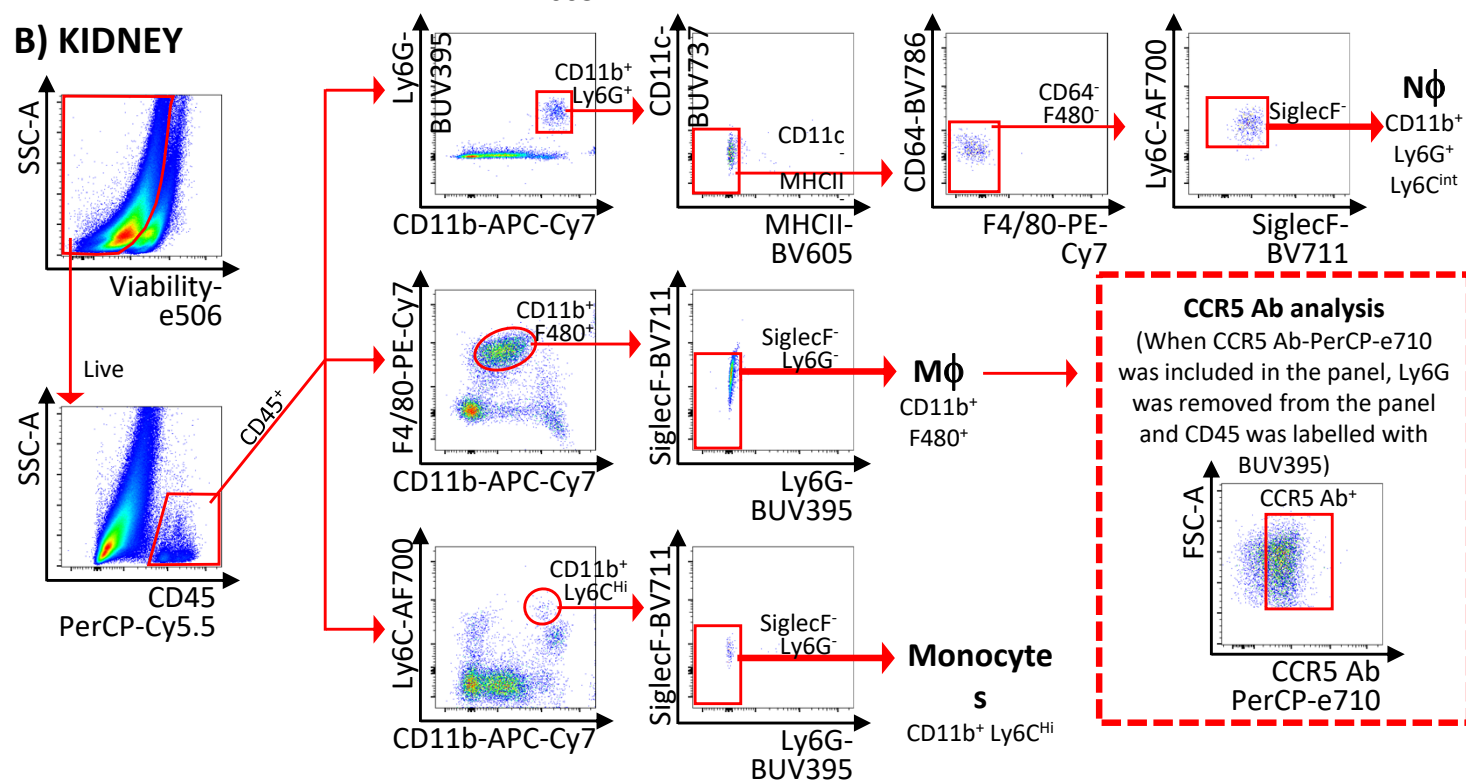 B) KIDNEY
SSC-A
Viability-
e506
Live
SSC-A
CD45
PerCP-Cy5.5
CD45⁺
Ly6G-
BUV395
CD11b⁺
Ly6G⁺
CD11b-APC-Cy7
CD11c-
BUV737
CD11c
-
MHCII
-
MHCII-
BV605
CD64-BV786
CD64⁻
F480⁻
F4/80-PE-
Cy7
Ly6C-AF700
SiglecF⁻
SiglecF-
BV711
Nϕ
CD11b⁺
Ly6G⁺
Ly6Cⁱⁿᵗ
F4/80-PE-Cy7
CD11b⁺
F480⁺
CD11b-APC-Cy7
SiglecF-BV711
SiglecF⁻
Ly6G⁻
Ly6G-
BUV395
Mϕ
CD11b⁺
F480⁺
Ly6C-AF700
CD11b⁺
Ly6Cᴴⁱ
CD11b-APC-Cy7
SiglecF-BV711
SiglecF⁻
Ly6G⁻
Ly6G-
BUV395
Monocyte
s
CD11b⁺ Ly6Cᴴⁱ
CCR5 Ab analysis
(When CCR5 Ab-PerCP-e710
was included in the panel, Ly6G
was removed from the panel
and CD45 was labelled with
BUV395)
CCR5 Ab⁺
FSC-A
CCR5 Ab
PerCP-e710